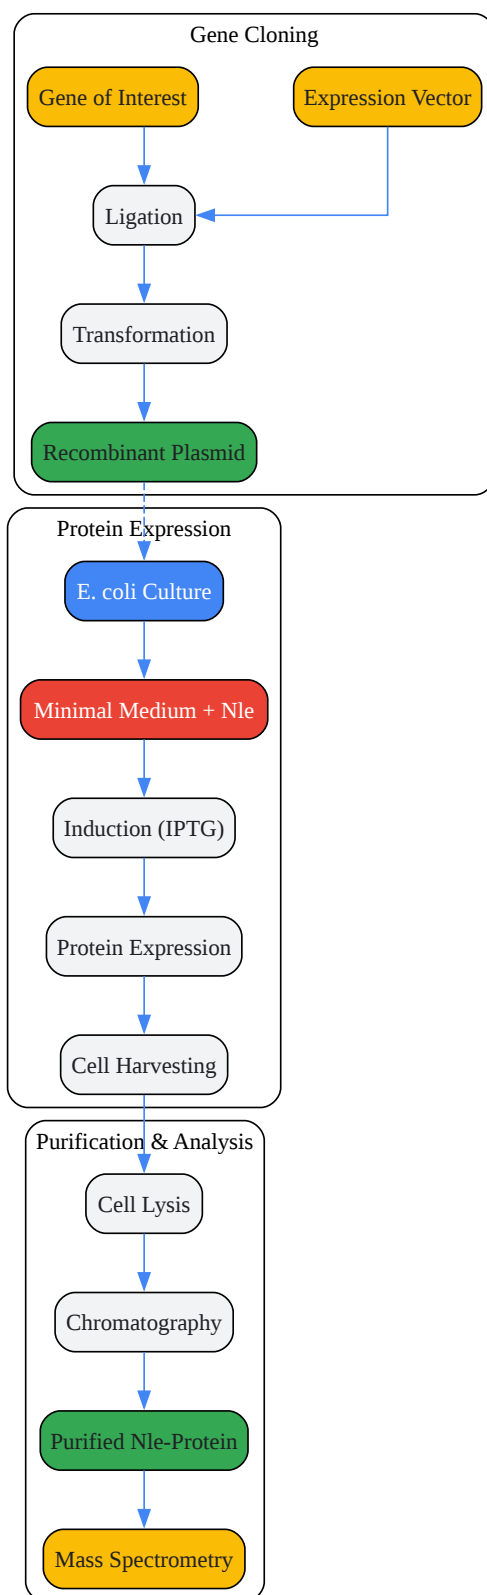 Gene Cloning
Gene of Interest
Expression Vector
Ligation
Transformation
Recombinant Plasmid
Protein Expression
E. coli Culture
Minimal Medium + Nle
Induction (IPTG)
Protein Expression
Cell Harvesting
Purification & Analysis
Cell Lysis
Chromatography
Purified Nle-Protein
Mass Spectrometry